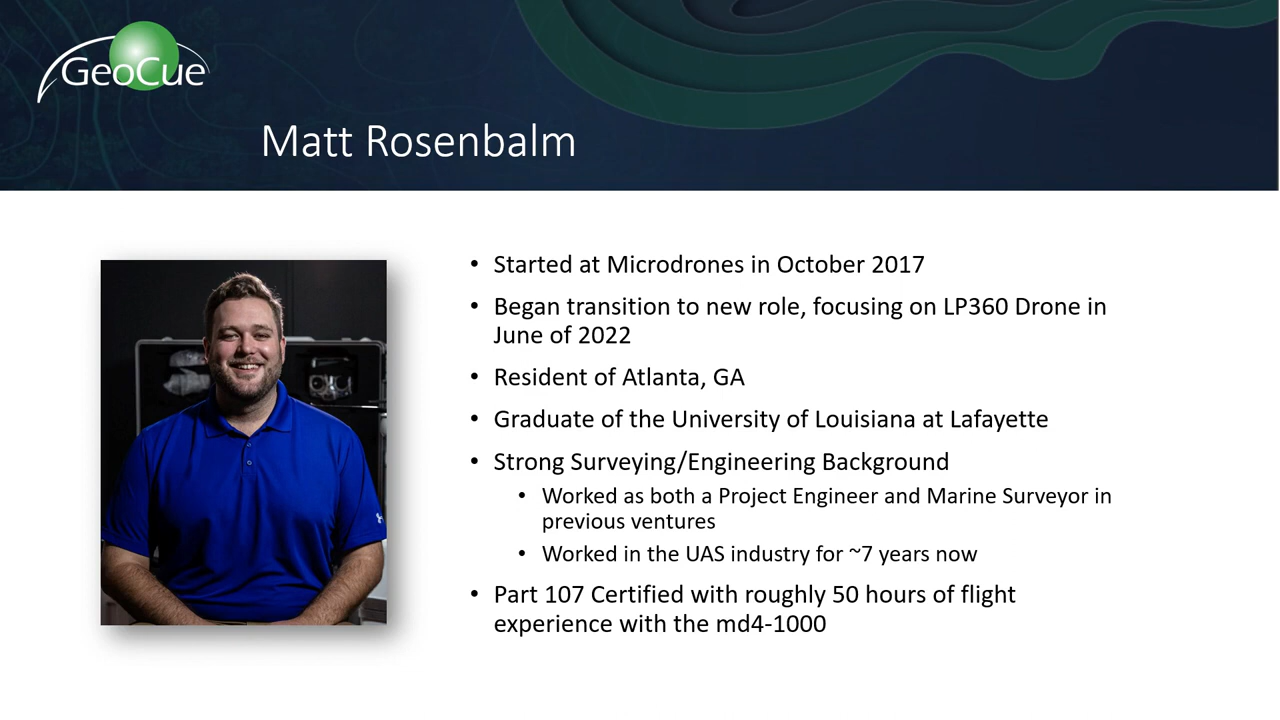 GeoCue
Matt Rosenbalm
• Started at Microdrones in October 2017
• Began transition to new role, focusing on LP360 Drone in
June of 2022
• Resident of Atlanta, GA
• Graduate of the University of Louisiana at Lafayette
• Strong Surveying/Engineering Background
• Worked as both a Project Engineer and Marine Surveyor in
previous ventures
• Worked in the UAS industry for ~7 years now
• Part 107 Certified with roughly 50 hours of flight
experience with the md4-1000